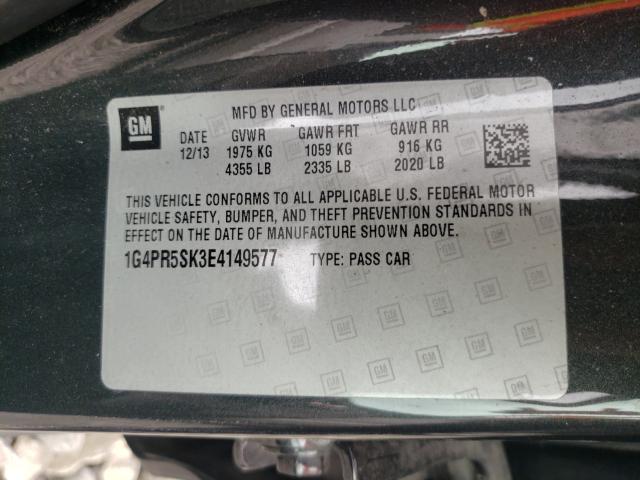 GM
MFD BY GENERAL MOTORS LLC
DATE GVWR GAWR FRT GAWR RR
12/13 1975 KG 1059 KG 916 KG
4355 LB 2335 LB 2020 LB
THIS VEHICLE CONFORMS TO ALL APPLICABLE U.S. FEDERAL MOTOR
VEHICLE SAFETY, BUMPER, AND THEFT PREVENTION STANDARDS IN
EFFECT ON THE DATE OF MANUFACTURE SHOWN ABOVE.
1G4PR5SK3E4149577 TYPE: PASS CAR